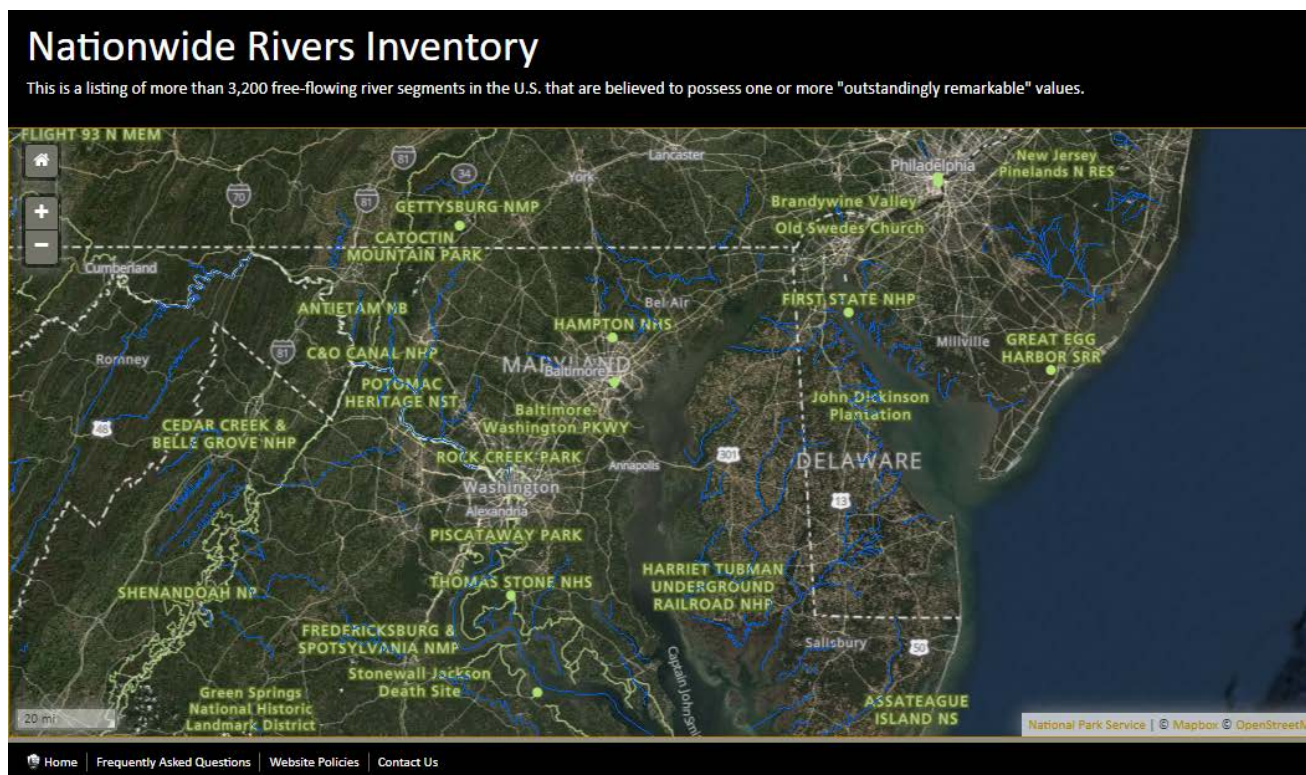 Nationwide Rivers Inventory
This is a listing of more than 3,200 free-flowing river segments in the U.S. that are believed to possess one or more "outstandingly remarkable" values.
FLIGHT 93 N MEM
81
Lancaster
Philadelphia
New Jersey
Pinelands N RES
34
York
70
81
GETTYSBURG NMP
Brandywine Valley
Old Swedes Church
CATOCTIN
MOUNTAIN PARK
Cumberland
ANTIETAM NB
Bel Air
FIRST STATE NHP
HAMPTON NHS
Millville
GREAT EGG
HARBOR SRR
Romney
81
C&O CANAL NHP
MARYLAND
Baltimore
POTOMAC
HERITAGE NST
John Dickinson
Plantation
Baltimore-
Washington PKWY
48
CEDAR CREEK &
BELLE GROVE NHP
ROCK CREEK PARK
Annapolis
301
DELAWARE
Washington
Alexandria
13
PISCATAWAY PARK
SHENANDOAH NP
THOMAS STONE NHS
HARRIET TUBMAN
UNDERGROUND
RAILROAD NHP
FREDERICKSBURG &
SPOTSYLVANIA NMP
Salisbury
50
Stonewall Jackson
Death Site
Captain John Smi
Green Springs
National Historic
Landmark District
ASSATEAGUE
ISLAND NS
20 mi
National Park Service | © Mapbox © OpenStreetM
Home | Frequently Asked Questions | Website Policies | Contact Us